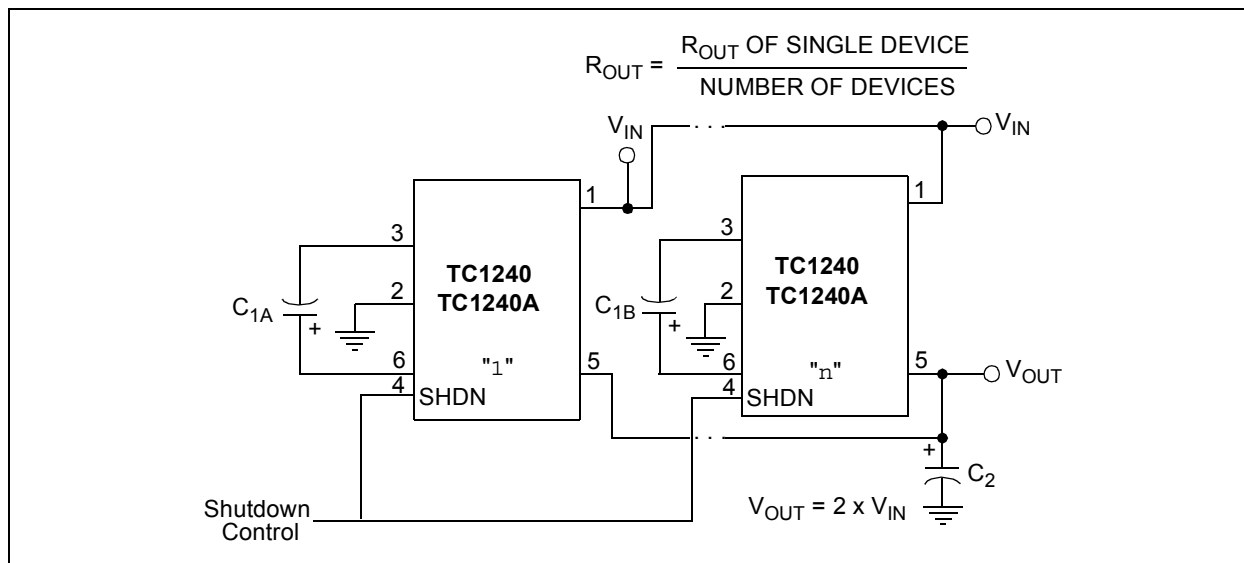 R_OUT = R_OUT OF SINGLE DEVICE
NUMBER OF DEVICES
V_IN
. . .
V_IN
1
1
3
3
TC1240
TC1240A
2
C_1A
+
TC1240
TC1240A
2
C_1B
+
6
"1"
5
4
SHDN
6
"n"
5
V_OUT
4
SHDN
. . .
+
C_2
Shutdown
Control
V_OUT = 2 x V_IN